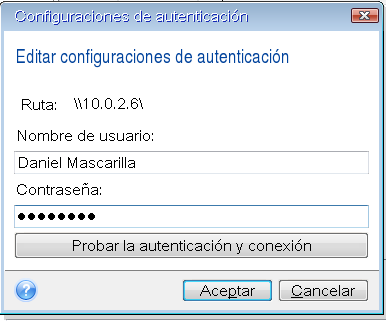 Configuraciones de autenticación
Editar configuraciones de autenticación
Ruta: \\10.0.2.6\
Nombre de usuario:
Daniel Mascarilla
Contraseña:
●●●●●●●●
Probar la autenticación y conexión
? Aceptar Cancelar